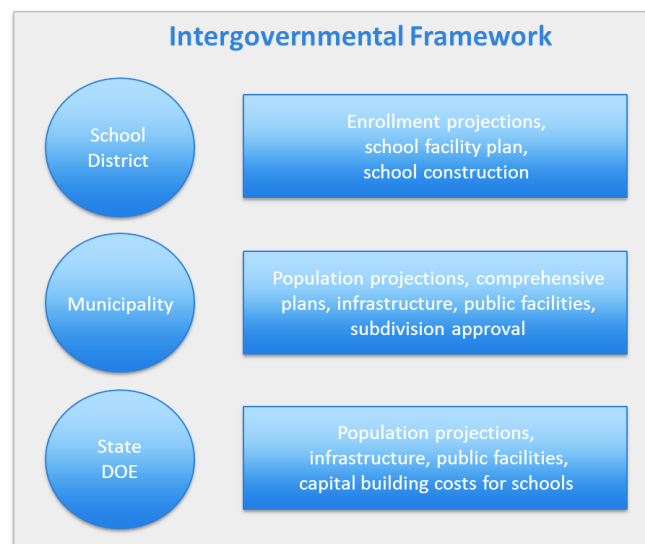 Intergovernmental Framework
School
District
Enrollment projections,
school facility plan,
school construction
Municipality
Population projections, comprehensive
plans, infrastructure, public facilities,
subdivision approval
State
DOE
Population projections,
infrastructure, public facilities,
capital building costs for schools